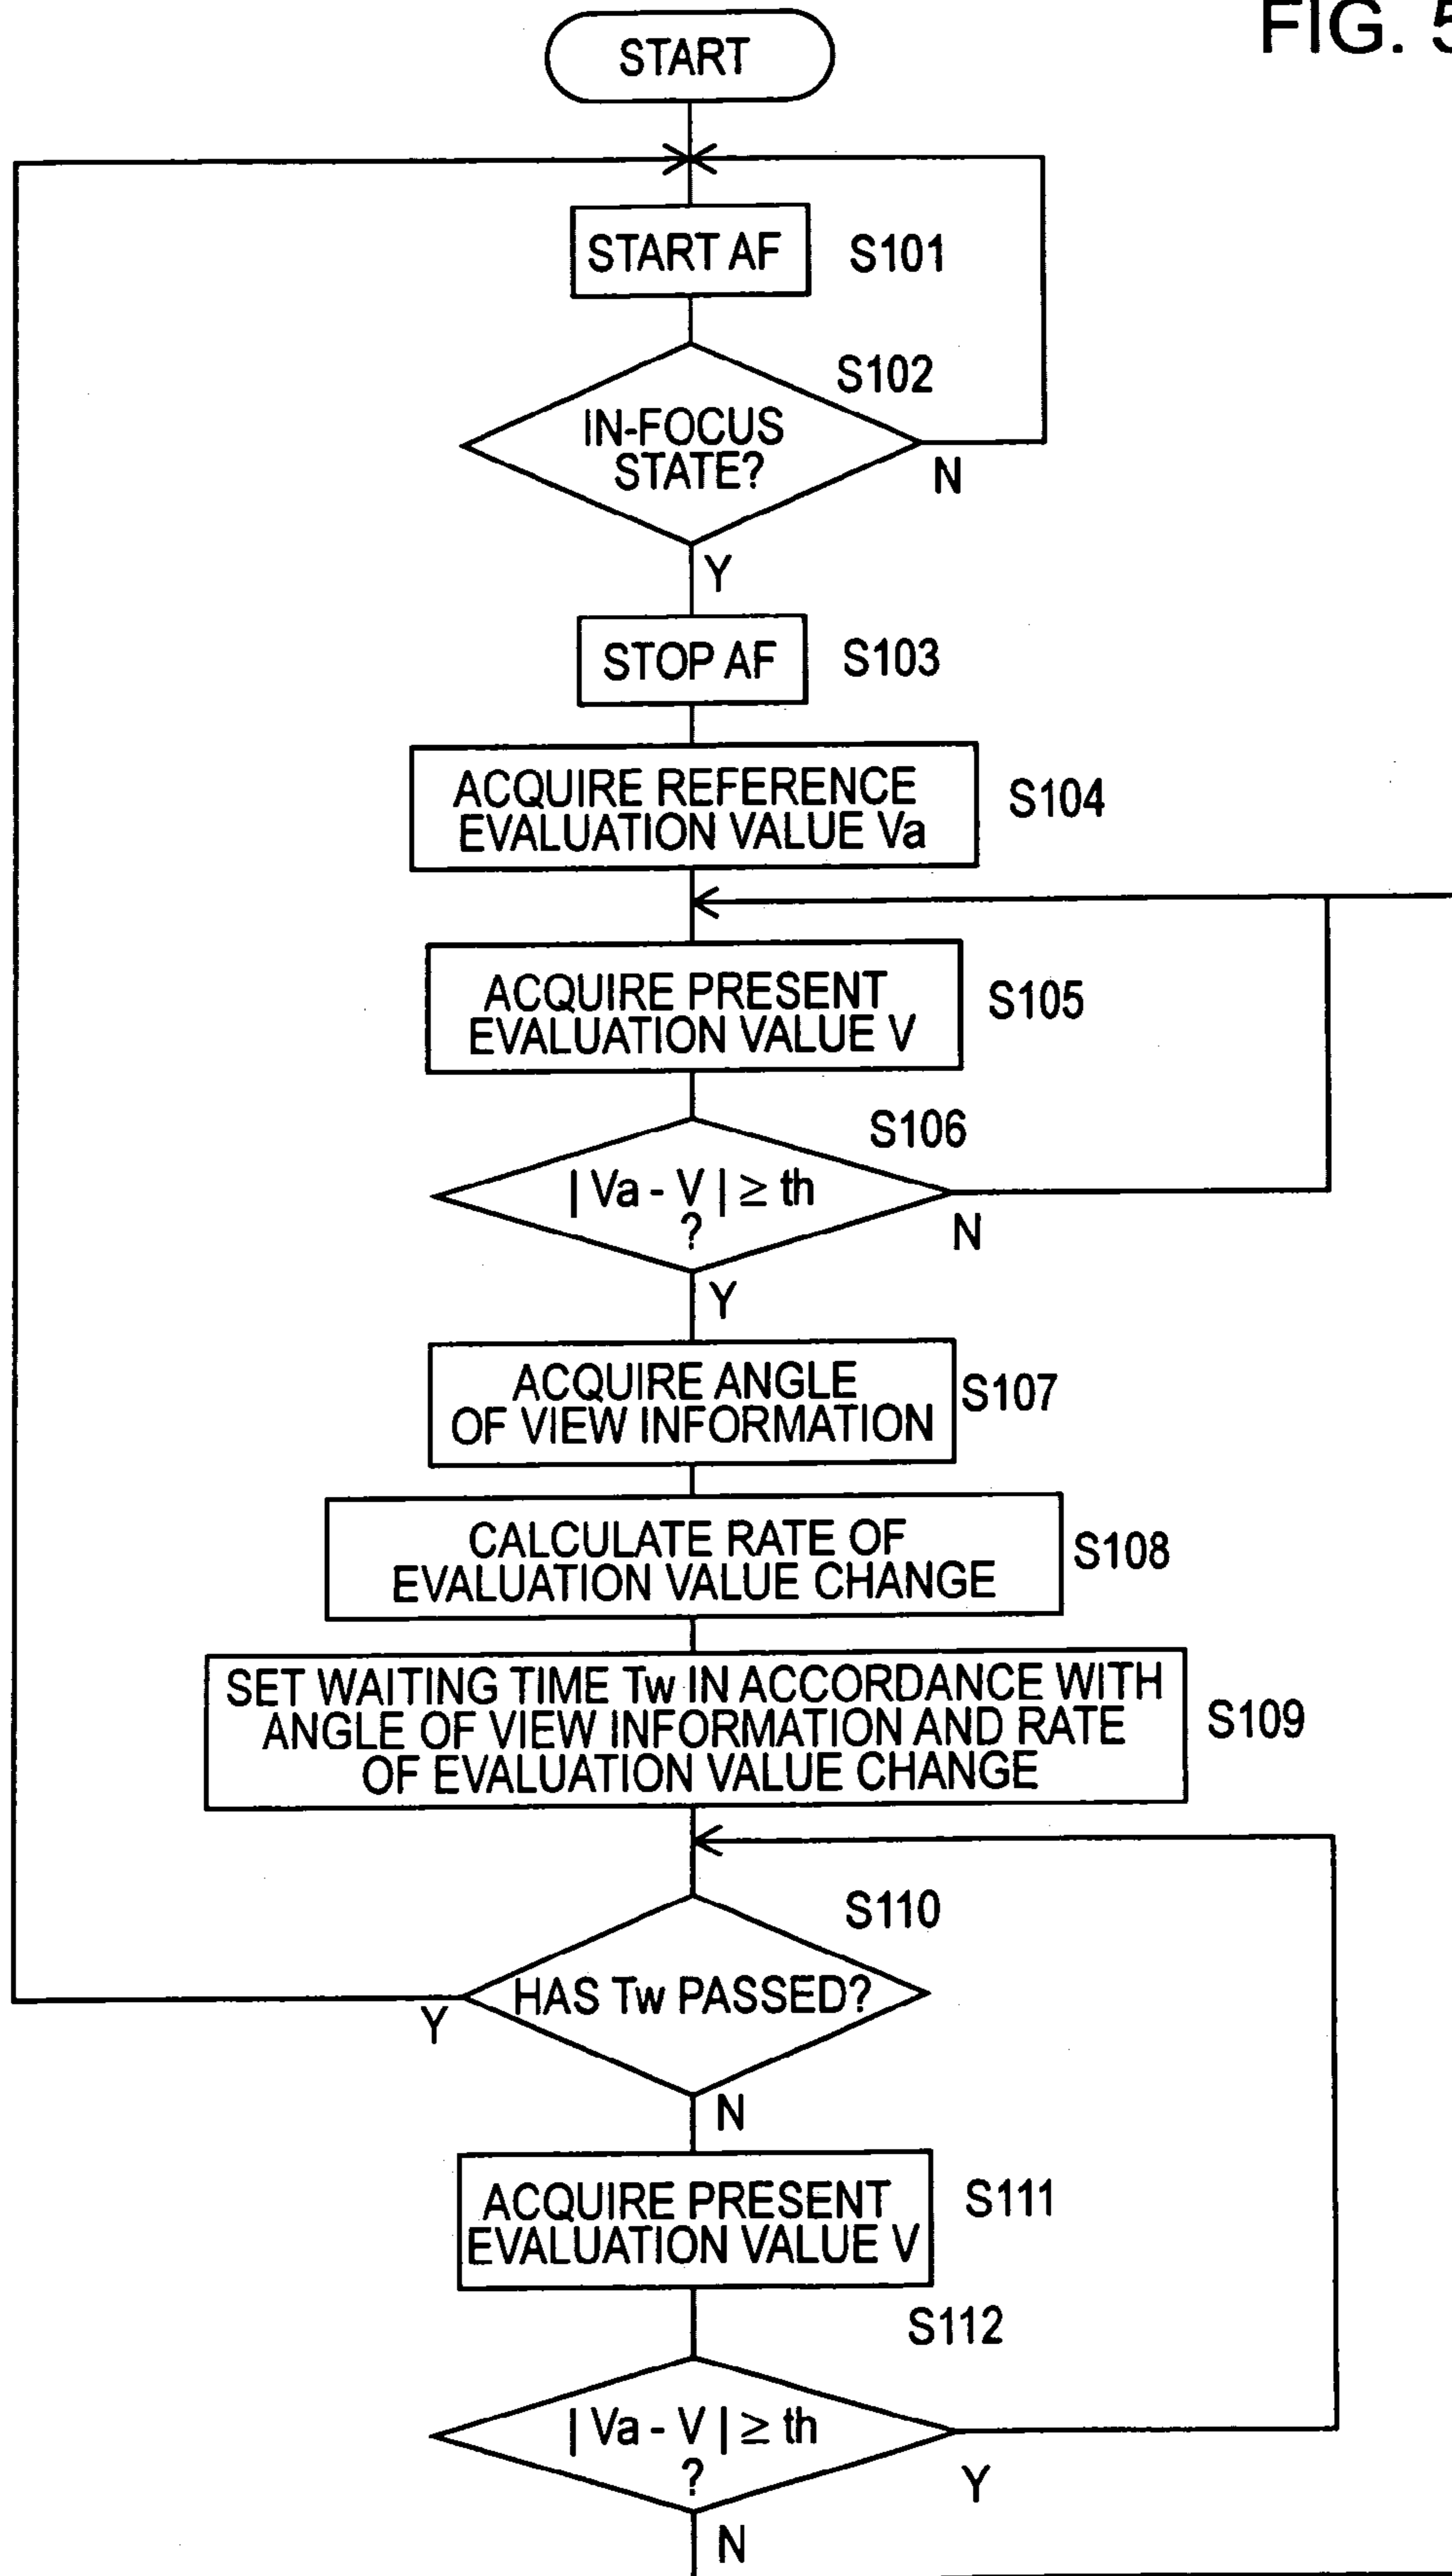 FIG. 5
START
START AF
S101
S102
IN-FOCUS
STATE?
N
Y
STOP AF
S103
ACQUIRE REFERENCE
EVALUATION VALUE Va
S104
ACQUIRE PRESENT
EVALUATION VALUE V
S105
S106
| Va - V | ≥ th
?
N
Y
ACQUIRE ANGLE
OF VIEW INFORMATION
S107
CALCULATE RATE OF
EVALUATION VALUE CHANGE
S108
SET WAITING TIME Tw IN ACCORDANCE WITH
ANGLE OF VIEW INFORMATION AND RATE
OF EVALUATION VALUE CHANGE
S109
S110
HAS Tw PASSED?
Y
N
ACQUIRE PRESENT
EVALUATION VALUE V
S111
S112
| Va - V | ≥ th
?
Y
N